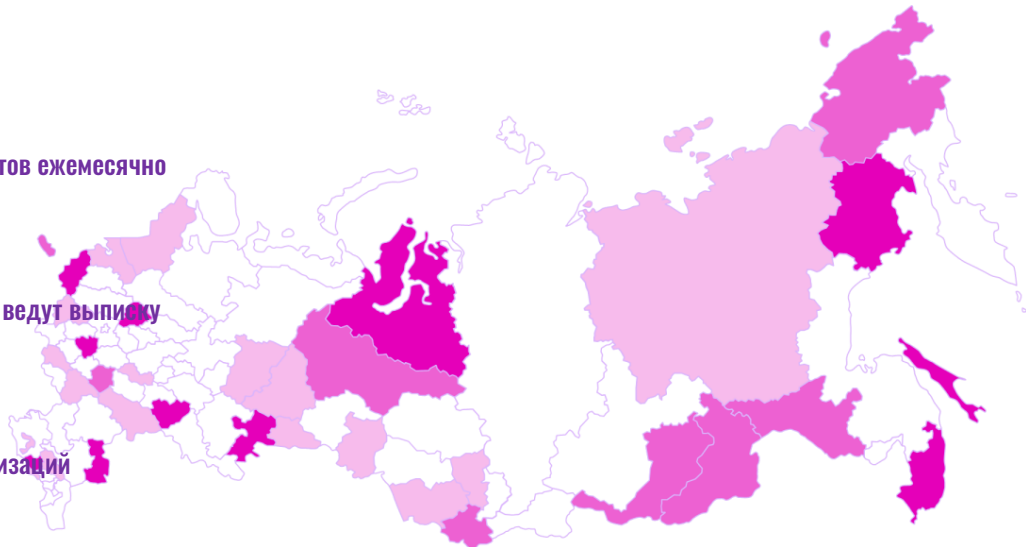 тов ежемесячно
ведут выписку
изаций